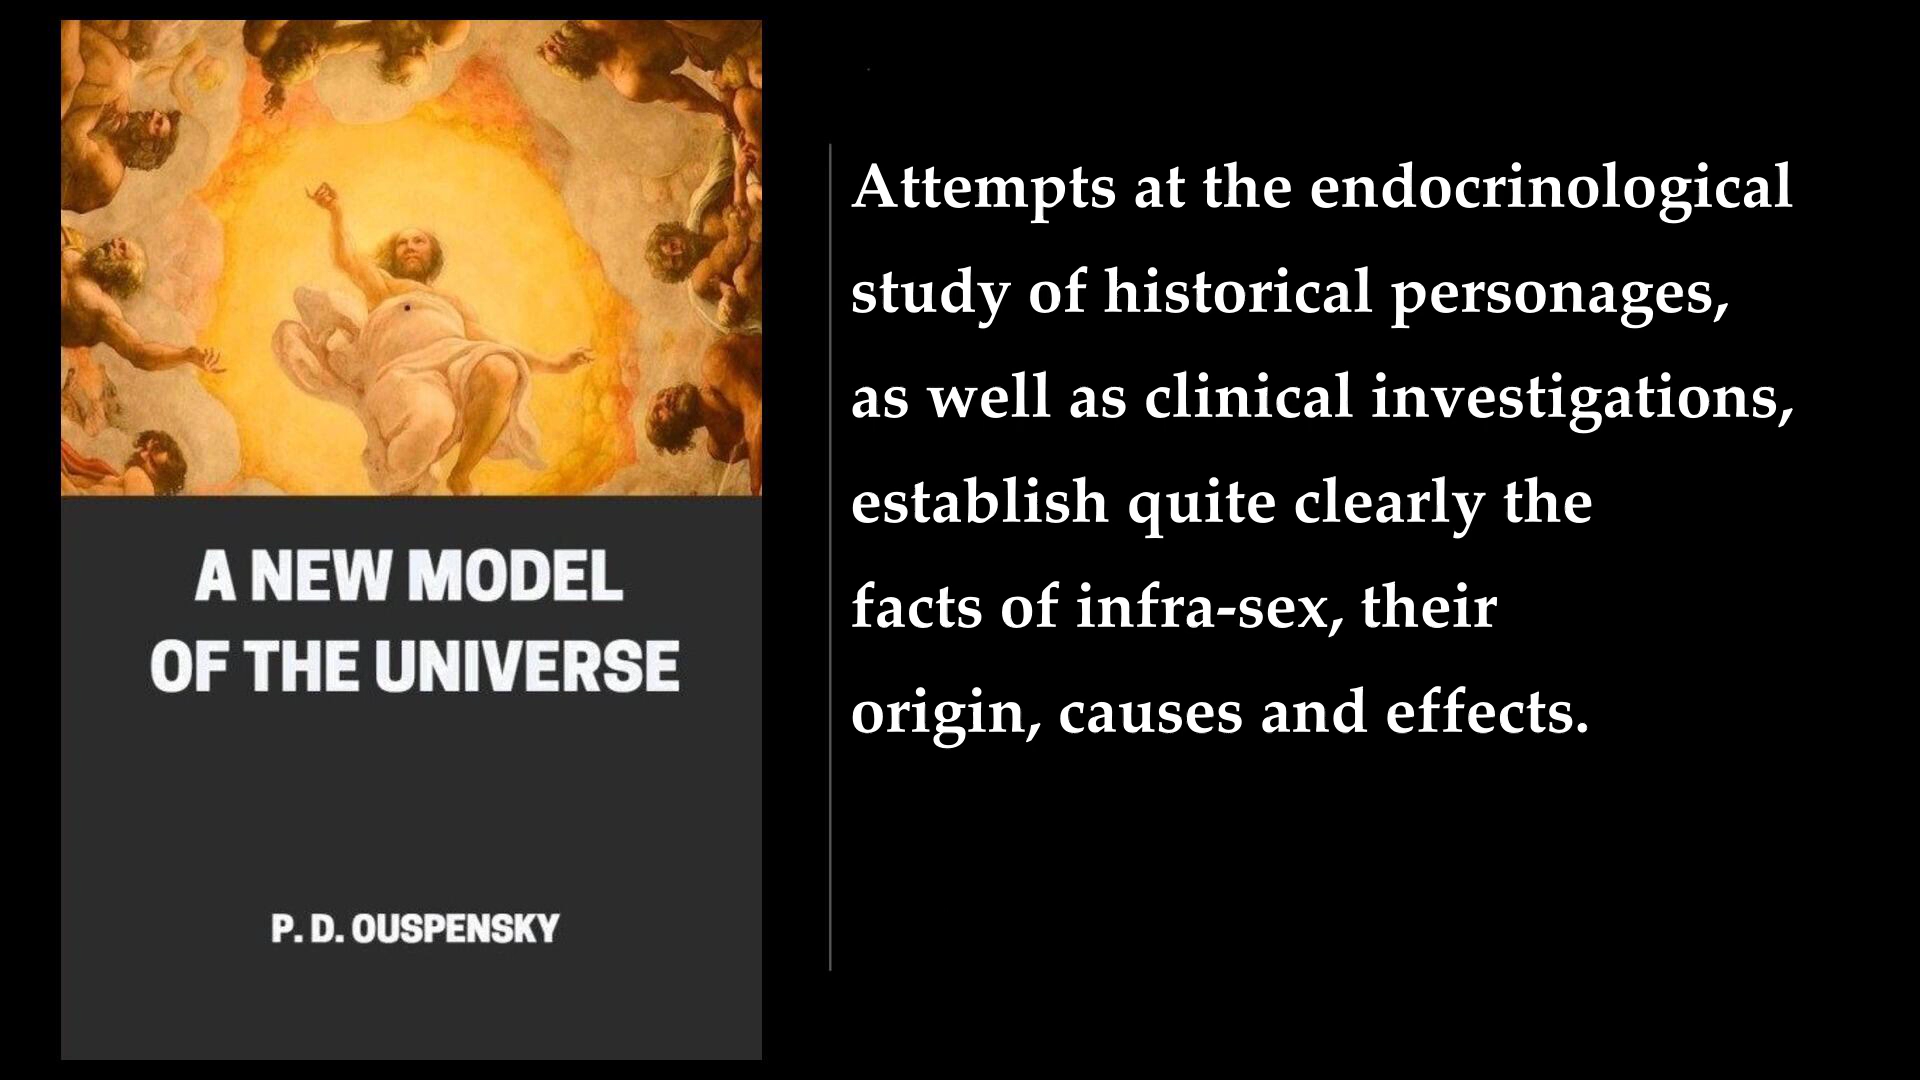 A NEW MODEL
OF THE UNIVERSE
P. D. OUSPENSKY
Attempts at the endocrinological
study of historical personages,
as well as clinical investigations,
establish quite clearly the
facts of infra-sex, their
origin, causes and effects.